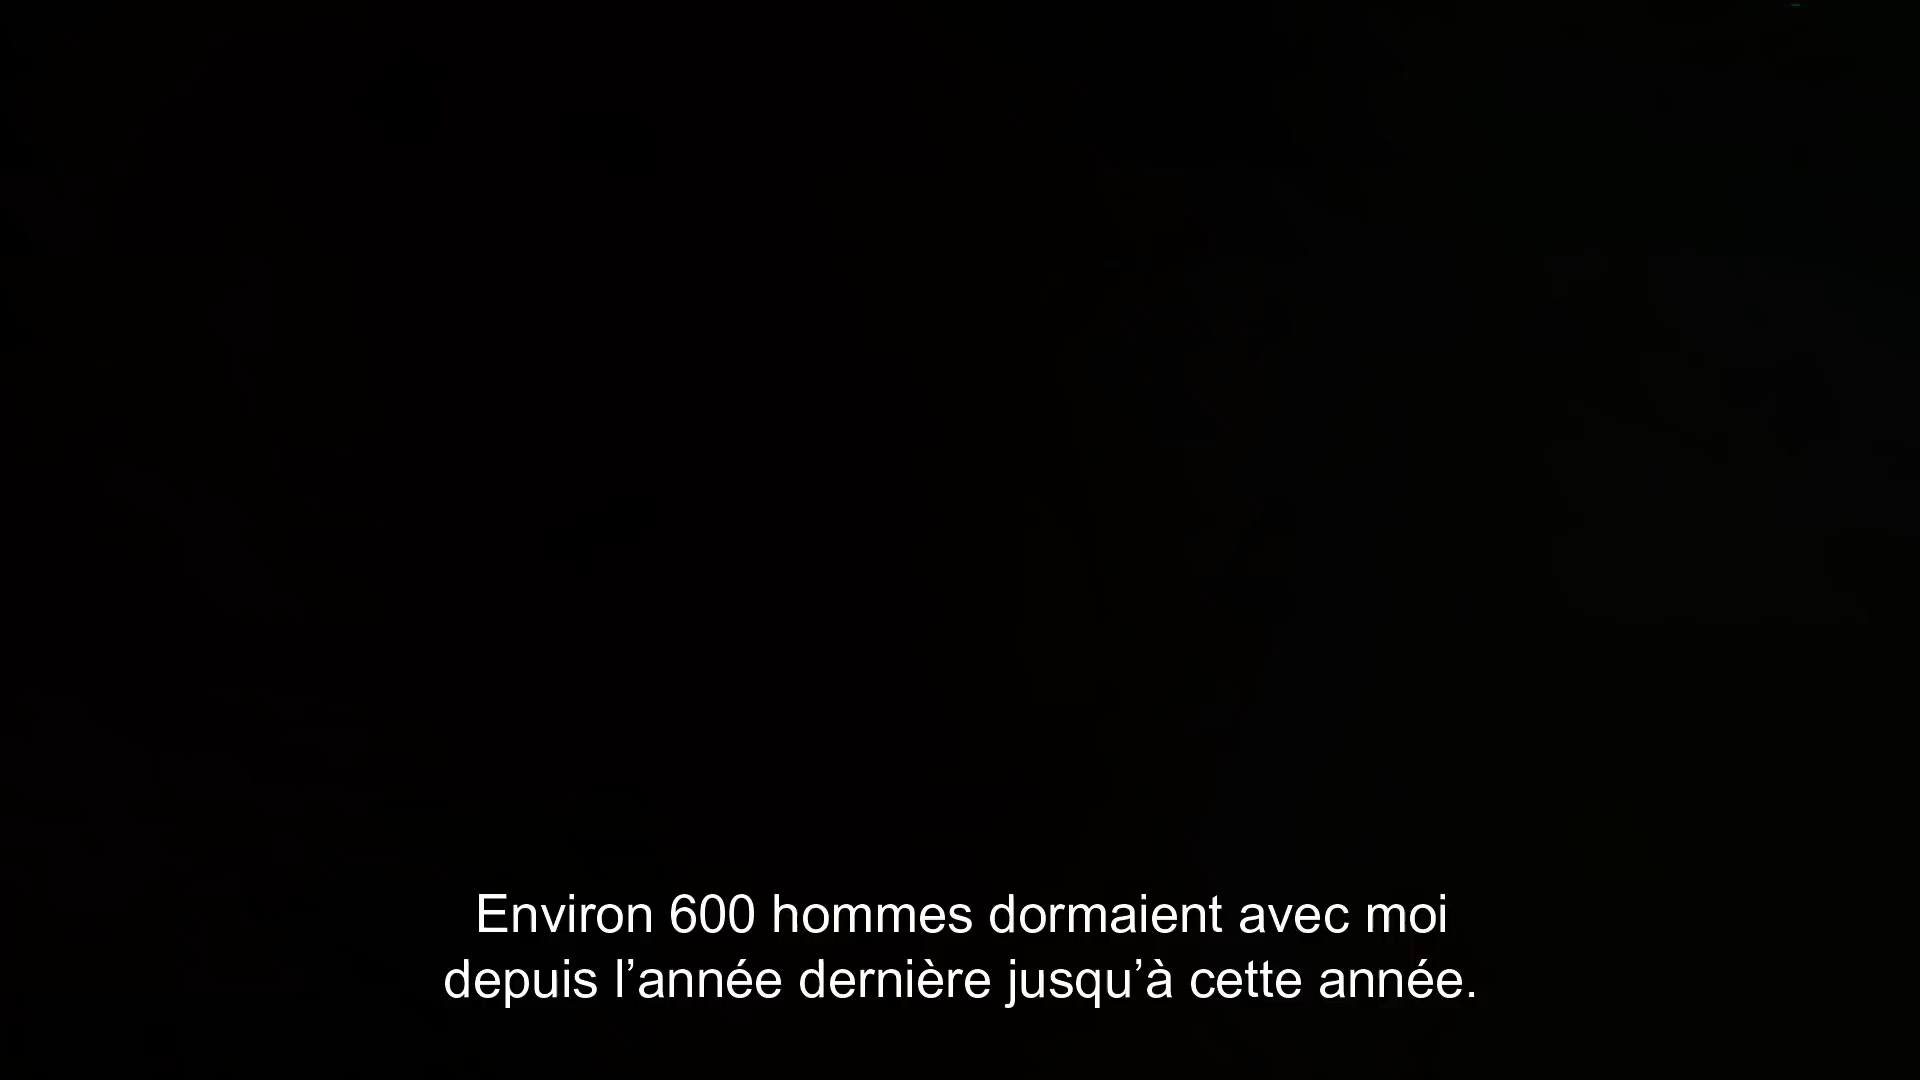 Environ 600 hommes dormaient avec moi
depuis l’année dernière jusqu’à cette année.